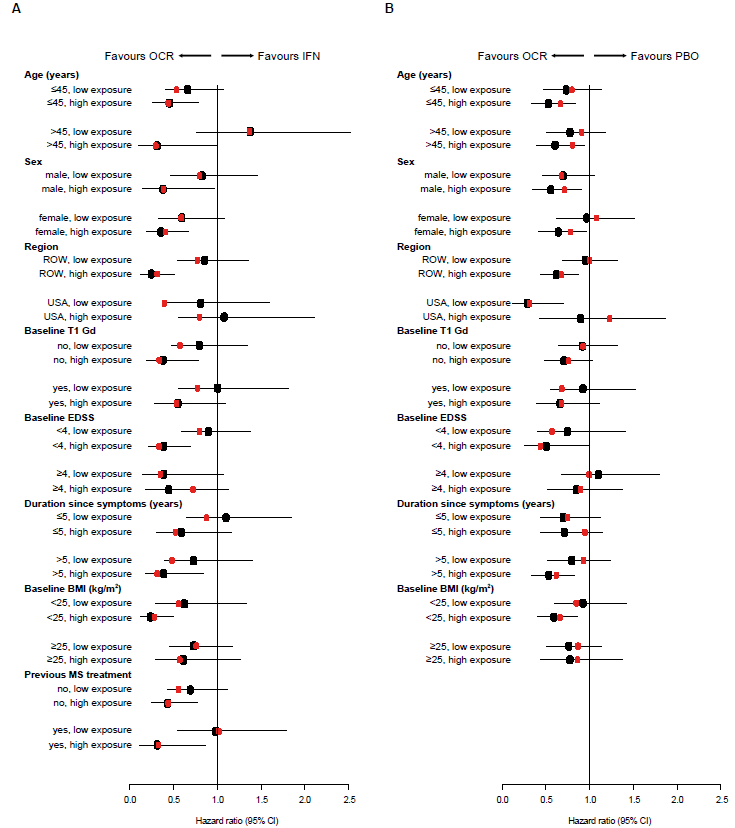 A
Favours OCR Favours IFN
Age (years)
≤45, low exposure
≤45, high exposure
>45, low exposure
>45, high exposure
Sex
male, low exposure
male, high exposure
female, low exposure
female, high exposure
Region
ROW, low exposure
ROW, high exposure
USA, low exposure
USA, high exposure
Baseline T1 Gd
no, low exposure
no, high exposure
yes, low exposure
yes, high exposure
Baseline EDSS
<4, low exposure
<4, high exposure
≥4, low exposure
≥4, high exposure
Duration since symptoms (years)
≤5, low exposure
≤5, high exposure
>5, low exposure
>5, high exposure
Baseline BMI (kg/m²)
<25, low exposure
<25, high exposure
≥25, low exposure
≥25, high exposure
Previous MS treatment
no, low exposure
no, high exposure
yes, low exposure
yes, high exposure
0.0 0.5 1.0 1.5 2.0 2.5
Hazard ratio (95% CI)
B
Favours OCR Favours PBO
Age (years)
≤45, low exposure
≤45, high exposure
>45, low exposure
>45, high exposure
Sex
male, low exposure
male, high exposure
female, low exposure
female, high exposure
Region
ROW, low exposure
ROW, high exposure
USA, low exposure
USA, high exposure
Baseline T1 Gd
no, low exposure
no, high exposure
yes, low exposure
yes, high exposure
Baseline EDSS
<4, low exposure
<4, high exposure
≥4, low exposure
≥4, high exposure
Duration since symptoms (years)
≤5, low exposure
≤5, high exposure
>5, low exposure
>5, high exposure
Baseline BMI (kg/m²)
<25, low exposure
<25, high exposure
≥25, low exposure
≥25, high exposure
0.0 0.5 1.0 1.5 2.0 2.5
Hazard ratio (95% CI)